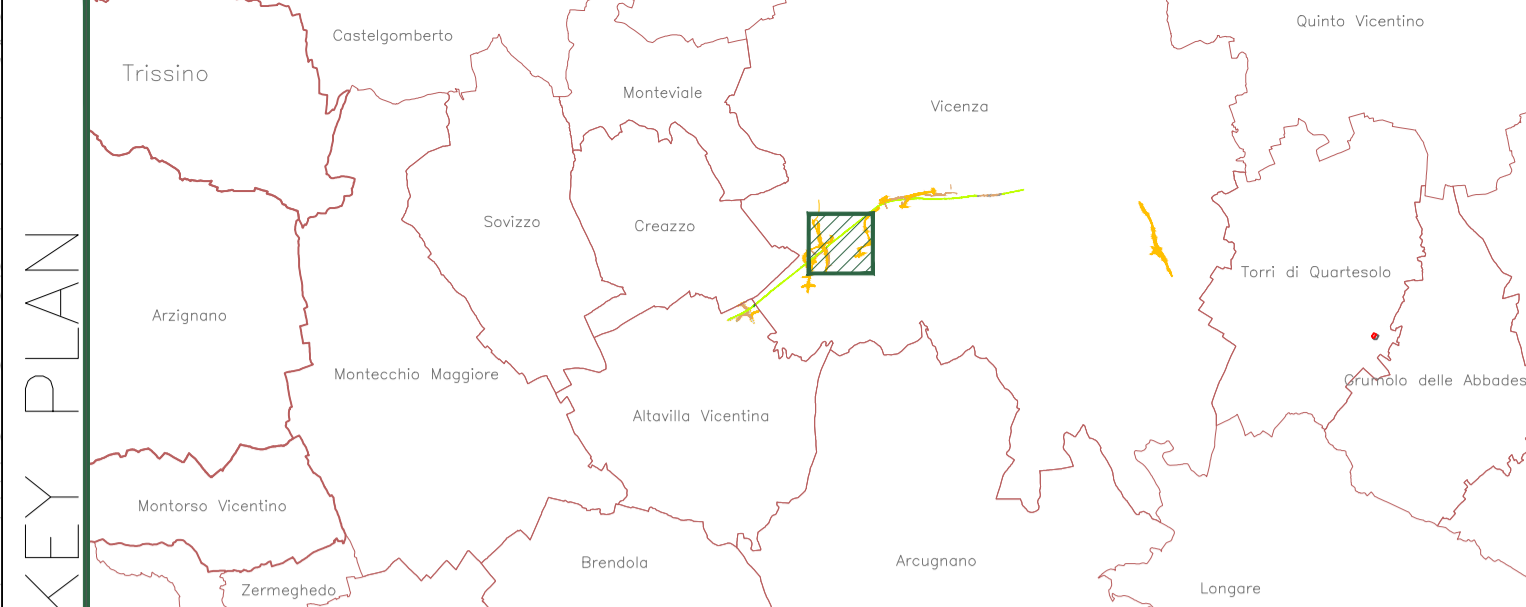 KEY PLAN
Quinto Vicentino
Castelgomberto
Trissino
Monteviale
Vicenza
Sovizzo
Creazzo
Torri di Quartesolo
Arzignano
Montecchio Maggiore
Grumolo delle Abbades
Altavilla Vicentina
Montorso Vicentino
Brendola
Arcugnano
Zermeghedo
Longare